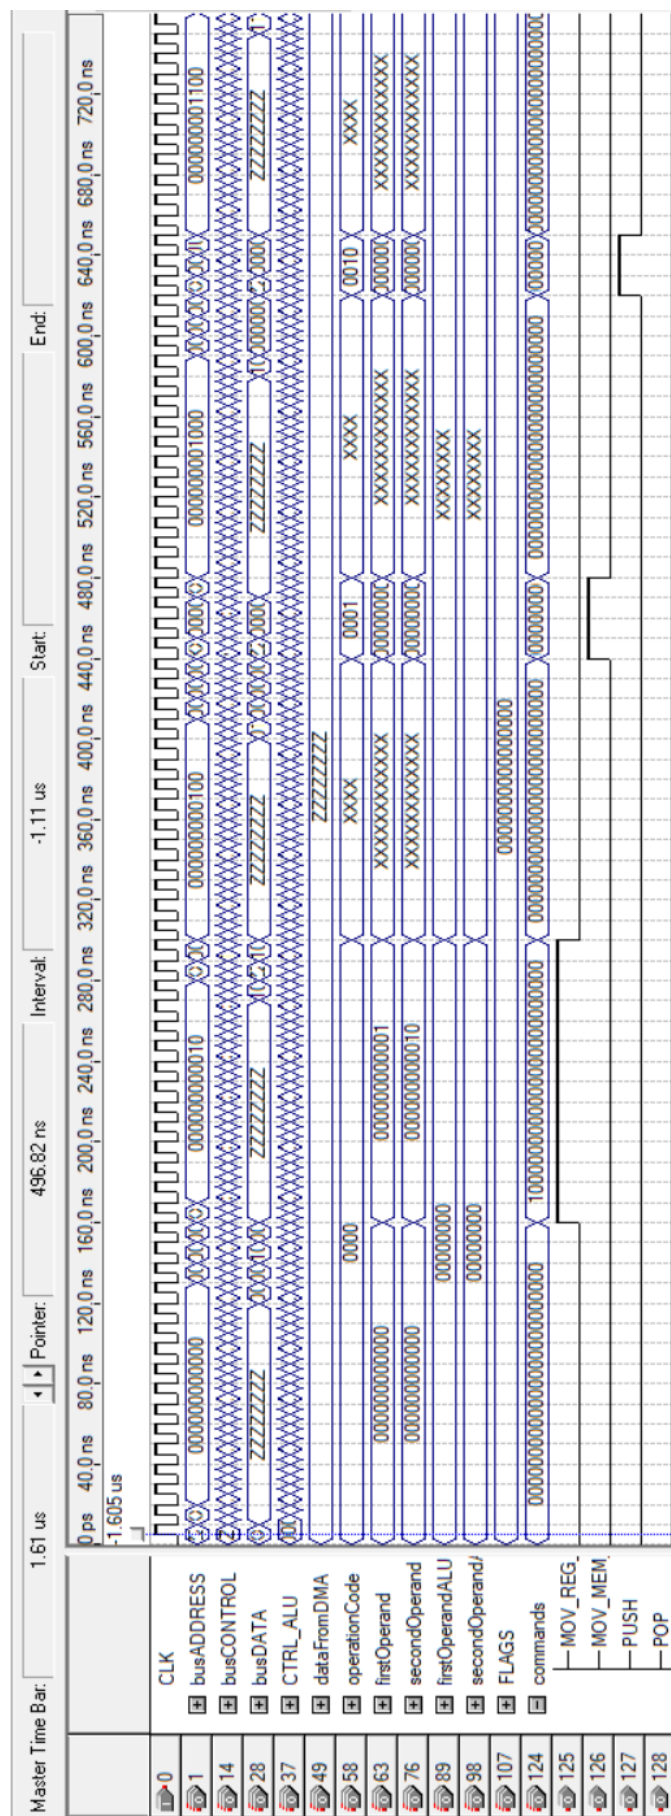 Master Time Bar: 1.61 us Pointer: 496.82 ns Interval: -1.11 us Start: End:
0 ps 40.0 ns 80.0 ns 120.0 ns 160.0 ns 200.0 ns 240.0 ns 280.0 ns 320.0 ns 360.0 ns 400.0 ns 440.0 ns 480.0 ns 520.0 ns 560.0 ns 600.0 ns 640.0 ns 680.0 ns 720.0 ns
-1.605 us
0 CLK
1 busADDRESS 000000000000 000000000010 000000000100 000000001000 000000001100
14 busCONTROL
28 busDATA ZZZZZZZZ ZZZZZZZZ ZZZZZZZZ ZZZZZZZZ ZZZZZZZZ
37 CTRL_ALU
49 dataFromDMA ZZZZZZZZ
58 operationCode 0000 XXXX 0001 XXXX 0010 XXXX
63 firstOperand 000000000000 000000000001 XXXXXXXXXXXX XXXXXXXXXXXX XXXXXXXXXXXX
76 secondOperand 000000000000 000000000010 XXXXXXXXXXXX XXXXXXXXXXXX XXXXXXXXXXXX
89 firstOperandALU 00000000 XXXXXXXX
98 secondOperand/ 00000000 XXXXXXXX
107 FLAGS 0000000000000000
124 commands
125 MOV_REG_
126 MOV_MEM_
127 PUSH
128 POP